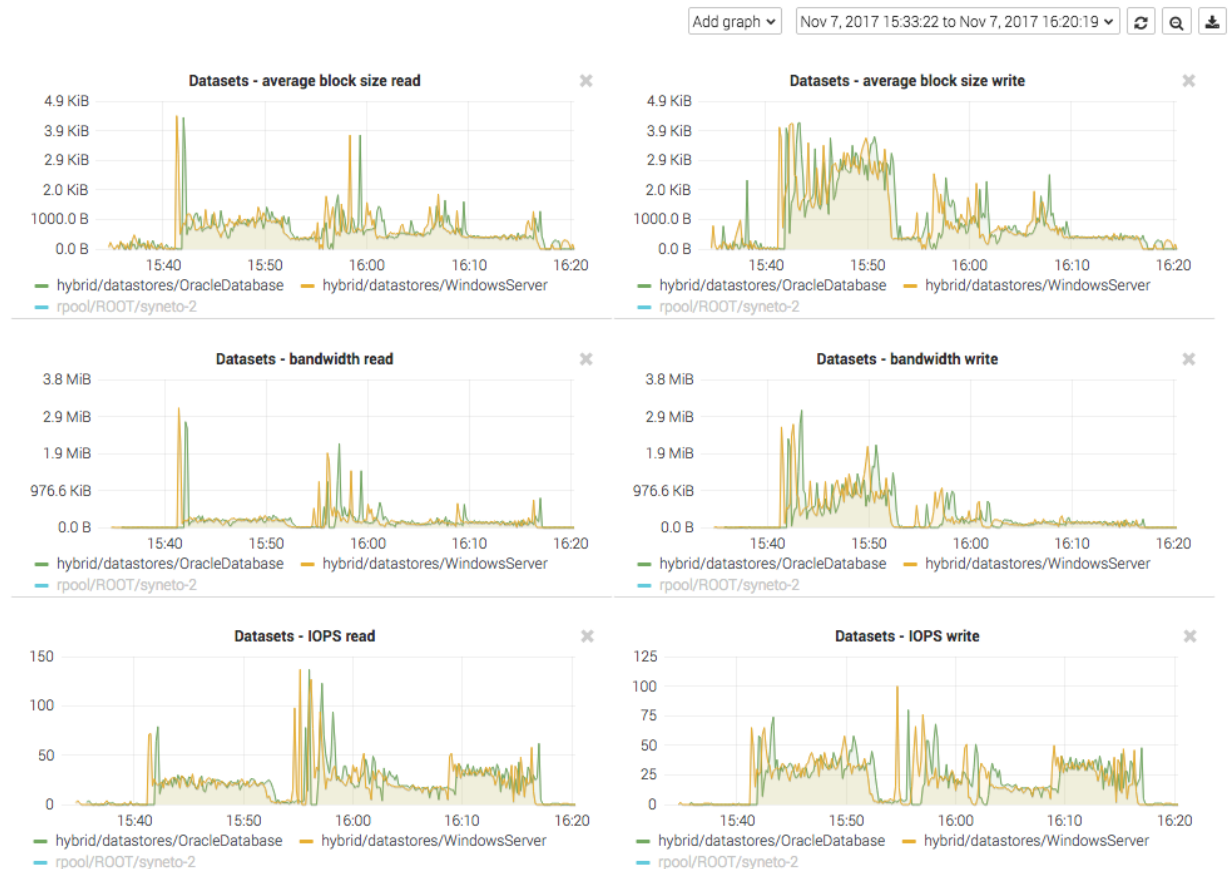 Add graph Nov 7, 2017 15:33:22 to Nov 7, 2017 16:20:19
Datasets - average block size read
4.9 KiB
3.9 KiB
2.9 KiB
2.0 KiB
1000.0 B
0.0 B
15:40 15:50 16:00 16:10 16:20
hybrid/datastores/OracleDatabase hybrid/datastores/WindowsServer
rpool/ROOT/syneto-2
Datasets - average block size write
4.9 KiB
3.9 KiB
2.9 KiB
2.0 KiB
1000.0 B
0.0 B
15:40 15:50 16:00 16:10 16:20
hybrid/datastores/OracleDatabase hybrid/datastores/WindowsServer
rpool/ROOT/syneto-2
Datasets - bandwidth read
3.8 MiB
2.9 MiB
1.9 MiB
976.6 KiB
0.0 B
15:40 15:50 16:00 16:10 16:20
hybrid/datastores/OracleDatabase hybrid/datastores/WindowsServer
rpool/ROOT/syneto-2
Datasets - bandwidth write
3.8 MiB
2.9 MiB
1.9 MiB
976.6 KiB
0.0 B
15:40 15:50 16:00 16:10 16:20
hybrid/datastores/OracleDatabase hybrid/datastores/WindowsServer
rpool/ROOT/syneto-2
Datasets - IOPS read
150
100
50
0
15:40 15:50 16:00 16:10 16:20
hybrid/datastores/OracleDatabase hybrid/datastores/WindowsServer
rpool/ROOT/syneto-2
Datasets - IOPS write
125
100
75
50
25
0
15:40 15:50 16:00 16:10 16:20
hybrid/datastores/OracleDatabase hybrid/datastores/WindowsServer
rpool/ROOT/syneto-2